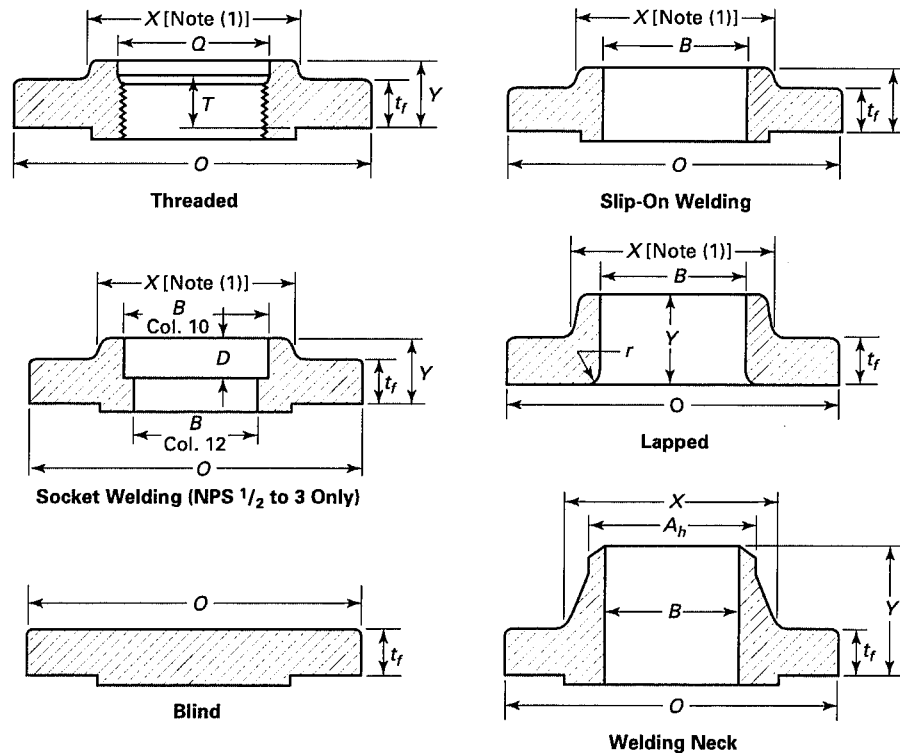 X [Note (1)]
Q
T
t_f
Y
O
Threaded
X [Note (1)]
B
t_f
O
Slip-On Welding
X [Note (1)]
B
Col. 10
D
t_f
Y
B
Col. 12
O
Socket Welding (NPS 1/2 to 3 Only)
X [Note (1)]
B
Y
r
t_f
O
Lapped
O
t_f
Blind
X
A_h
B
Y
t_f
O
Welding Neck